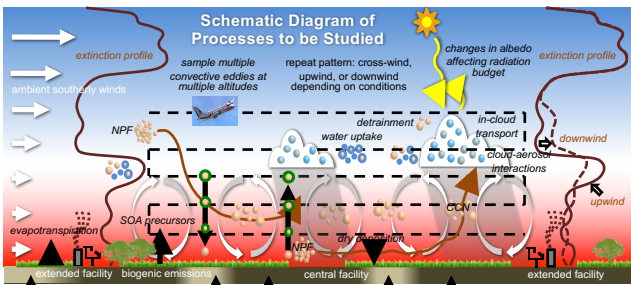 Schematic Diagram of
Processes to be Studied
extinction profile
sample multiple
convective eddies at
multiple altitudes
repeat pattern: cross-wind,
upwind, or downwind
depending on conditions
changes in albedo
affecting radiation
budget
extinction profile
ambient southerly winds
NPF
detrainment
water uptake
in-cloud
transport
downwind
cloud-aerosol
interactions
upwind
CCN
SOA precursors
evapotranspiration
NPF
dry deposition
extended facility
biogenic emissions
central facility
extended facility